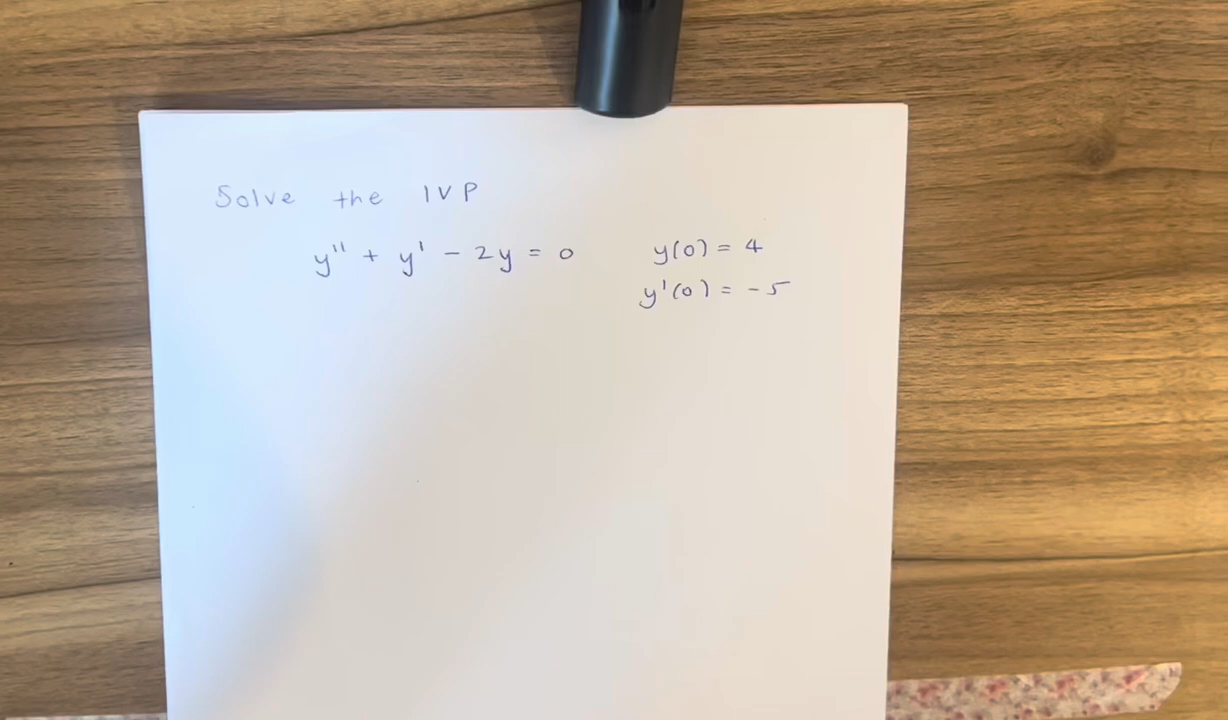 Solve the IVP
y'' + y' - 2y = 0 y(0) = 4
y'(0) = -5